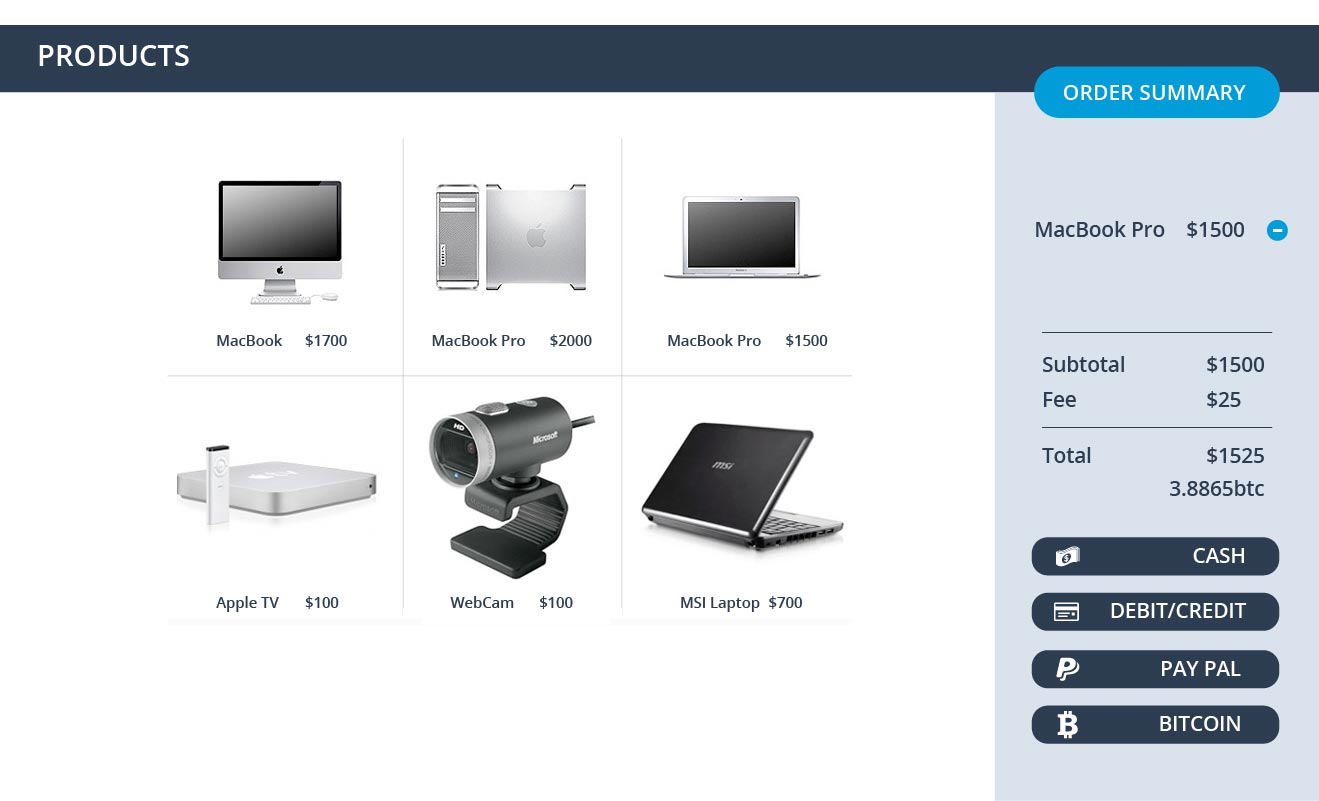 PRODUCTS
ORDER SUMMARY
MacBook Pro $1500
MacBook $1700
MacBook Pro $2000
MacBook Pro $1500
HD
Microsoft
msi
Apple TV $100
WebCam $100
MSI Laptop $700
Subtotal $1500
Fee $25
Total $1525
3.8865btc
CASH
DEBIT/CREDIT
PAY PAL
BITCOIN